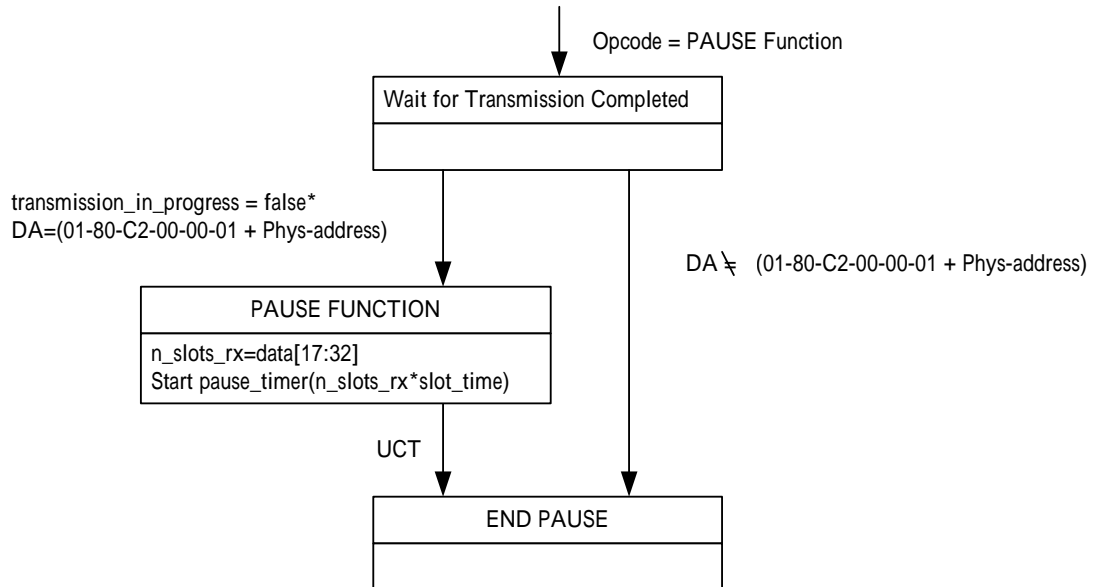 Opcode = PAUSE Function
Wait for Transmission Completed
transmission_in_progress = false*
DA=(01-80-C2-00-00-01 + Phys-address)
DA ≠ (01-80-C2-00-00-01 + Phys-address)
PAUSE FUNCTION
n_slots_rx=data[17:32]
Start pause_timer(n_slots_rx*slot_time)
UCT
END PAUSE